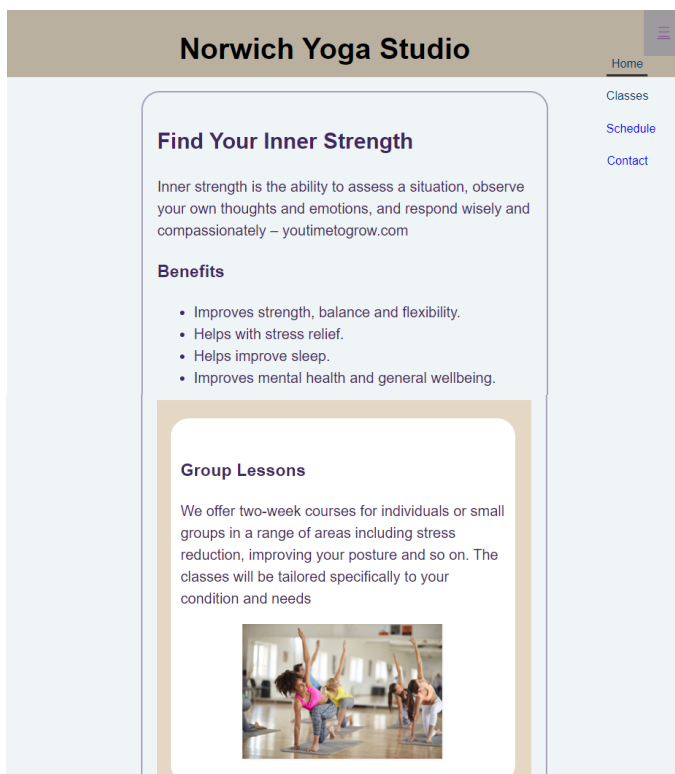 Norwich Yoga Studio
Home
Classes
Schedule
Contact
Find Your Inner Strength
Inner strength is the ability to assess a situation, observe
your own thoughts and emotions, and respond wisely and
compassionately – youtimetogrow.com
Benefits
• Improves strength, balance and flexibility.
• Helps with stress relief.
• Helps improve sleep.
• Improves mental health and general wellbeing.
Group Lessons
We offer two-week courses for individuals or small
groups in a range of areas including stress
reduction, improving your posture and so on. The
classes will be tailored specifically to your
condition and needs